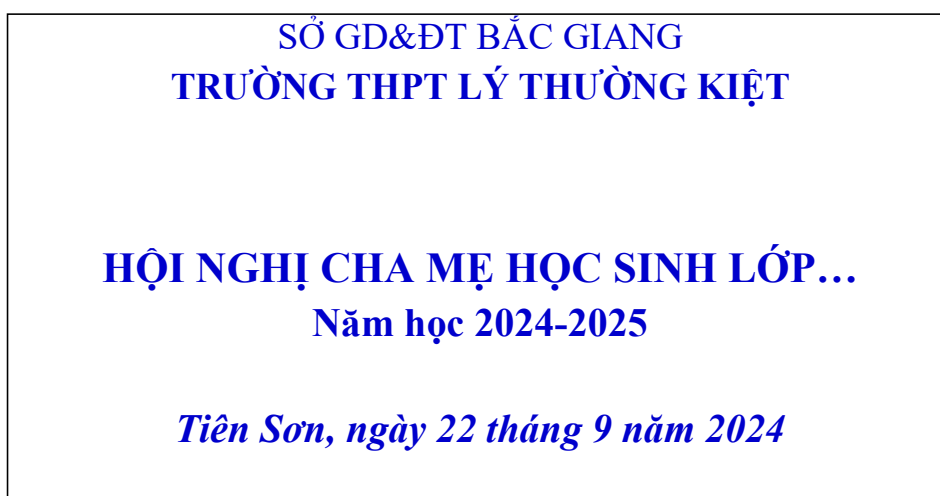 SỞ GD&ĐT BẮC GIANG
TRƯỜNG THPT LÝ THƯỜNG KIỆT
HỘI NGHỊ CHA MẸ HỌC SINH LỚP…
Năm học 2024-2025
Tiên Sơn, ngày 22 tháng 9 năm 2024